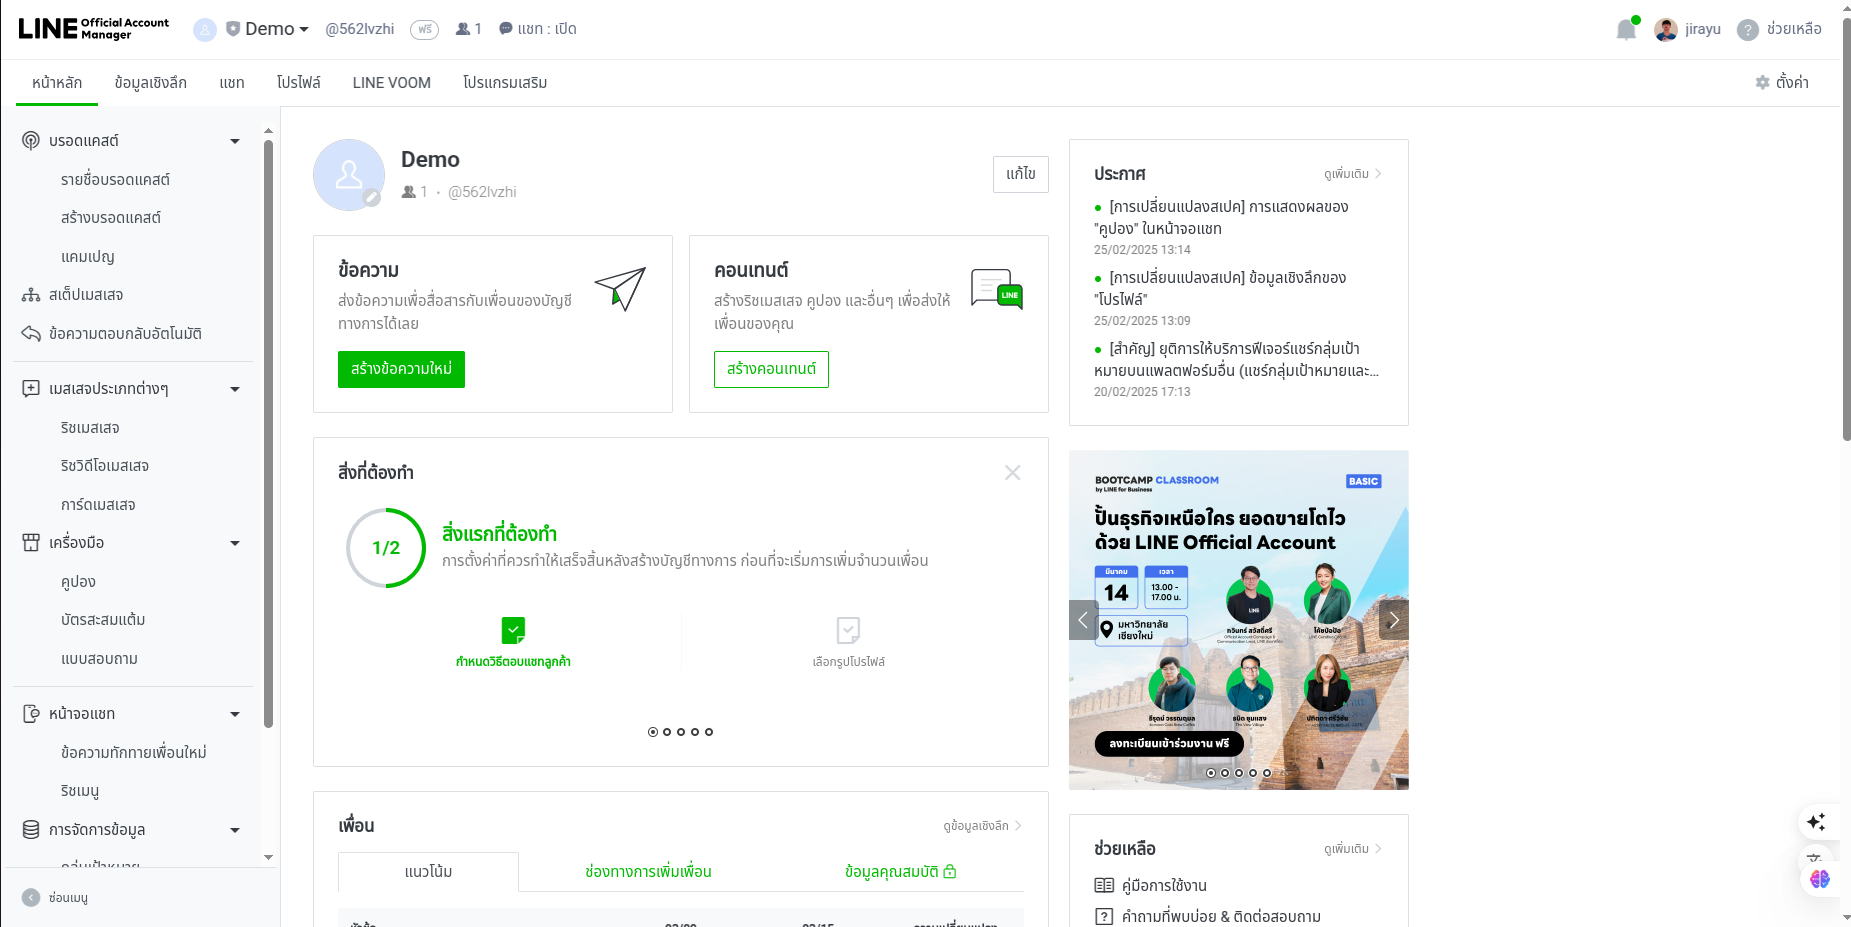 LINE Official Account Manager
Demo
@562lvzhi
ฟรี
1
แชท : เปิด
jirayu
ช่วยเหลือ
หน้าหลัก
ข้อมูลเชิงลึก
แชท
โปรไฟล์
LINE VOOM
โปรแกรมเสริม
ตั้งค่า
บรอดแคสต์
รายชื่อบรอดแคสต์
สร้างบรอดแคสต์
แคมเปญ
สเต็ปเมสเสจ
ข้อความตอบกลับอัตโนมัติ
เมสเสจประเภทต่างๆ
ริชเมสเสจ
ริชวิดีโอเมสเสจ
การ์ดเมสเสจ
เครื่องมือ
คูปอง
บัตรสะสมแต้ม
แบบสอบถาม
หน้าจอแชท
ข้อความทักทายเพื่อนใหม่
ริชเมนู
การจัดการข้อมูล
กลุ่มเป้าหมาย
ซ่อนเมนู
Demo
1 · @562lvzhi
แก้ไข
ข้อความ
ส่งข้อความเพื่อสื่อสารกับเพื่อนของบัญชี
ทางการได้เลย
สร้างข้อความใหม่
คอนเทนต์
สร้างริชเมสเสจ คูปอง และอื่นๆ เพื่อส่งให้
เพื่อนของคุณ
LINE
สร้างคอนเทนต์
สิ่งที่ต้องทำ
1/2
สิ่งแรกที่ต้องทำ
การตั้งค่าที่ควรทำให้เสร็จสิ้นหลังสร้างบัญชีทางการ ก่อนที่จะเริ่มการเพิ่มจำนวนเพื่อน
กำหนดวิธีตอบแชทลูกค้า
เลือกรูปโปรไฟล์
เพื่อน
ดูข้อมูลเชิงลึก
แนวโน้ม
ช่องทางการเพิ่มเพื่อน
ข้อมูลคุณสมบัติ
ประกาศ
ดูเพิ่มเติม
[การเปลี่ยนแปลงสเปค] การแสดงผลของ
"คูปอง" ในหน้าจอแชท
25/02/2025 13:14
[การเปลี่ยนแปลงสเปค] ข้อมูลเชิงลึกของ
"โปรไฟล์"
25/02/2025 13:09
[สำคัญ] ยุติการให้บริการฟีเจอร์แชร์กลุ่มเป้า
หมายบนแพลตฟอร์มอื่น (แชร์กลุ่มเป้าหมายและ...
20/02/2025 17:13
BOOTCAMP CLASSROOM
by LINE for Business
BASIC
ปั้นธุรกิจเหนือใคร ยอดขายโตไว
ด้วย LINE Official Account
มีนาคม
14
เวลา
13.00 -
17.00 น.
มหาวิทยาลัย
เชียงใหม่
LINE
ลงทะเบียนเข้าร่วมงาน ฟรี
ช่วยเหลือ
ดูเพิ่มเติม
คู่มือการใช้งาน
คำถามที่พบบ่อย & ติดต่อสอบถาม